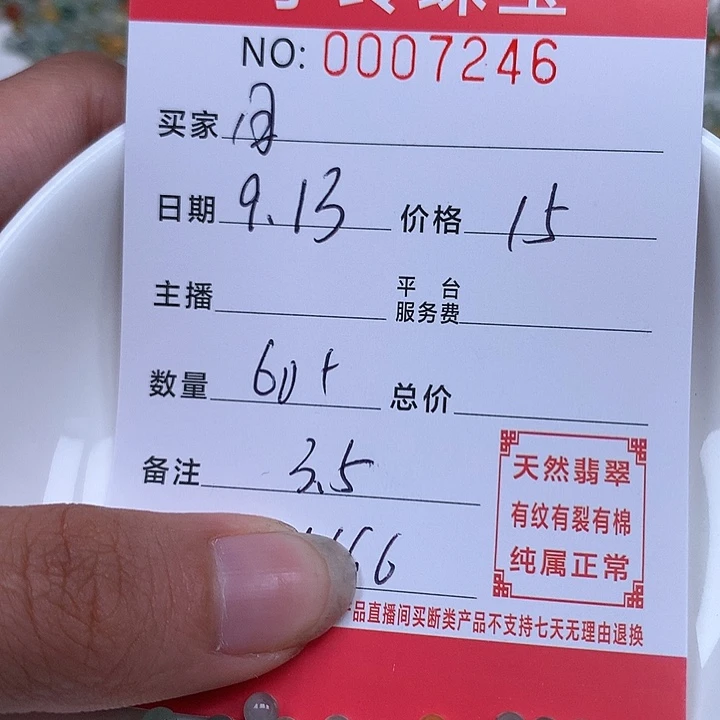 NO: 0007246
买家
日期 9.13 价格 15
主播 平台服务费
数量 60+ 总价
备注 3.5
66
天然翡翠
有纹有裂有棉
纯属正常
品直播间买断类产品不支持七天无理由退换